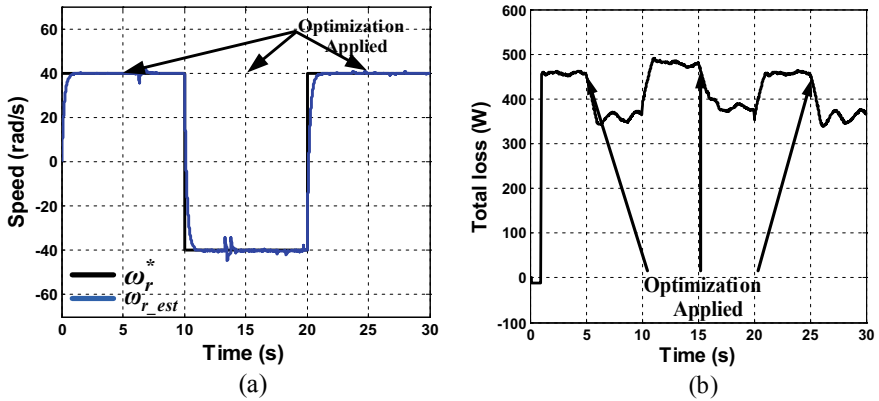 60
40
20
0
-20
-40
-60
Speed (rad/s)
Optimization
Applied
ω_r^*
ω_{r_est}
0 5 10 15 20 25 30
Time (s)
(a)
600
500
400
300
200
100
0
-100
Total loss (W)
Optimization
Applied
0 5 10 15 20 25 30
Time (s)
(b)